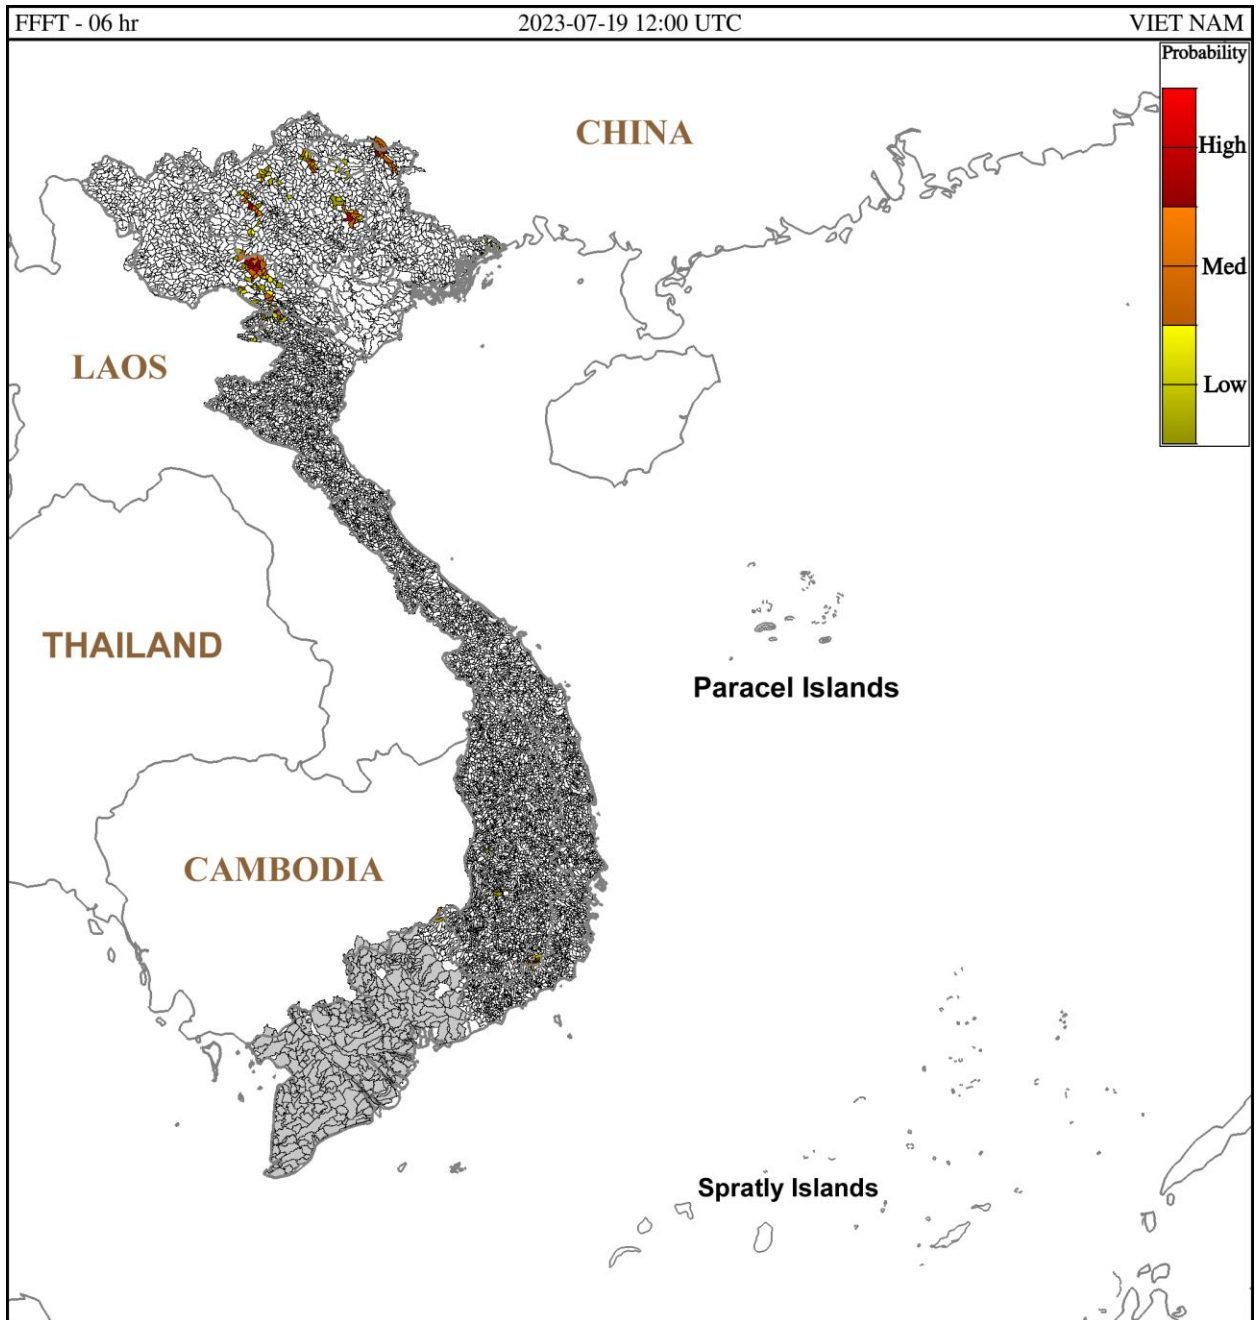 FFFT - 06 hr 2023-07-19 12:00 UTC VIET NAM
Probability
CHINA
High
Med
LAOS
Low
THAILAND
Paracel Islands
CAMBODIA
Spratly Islands